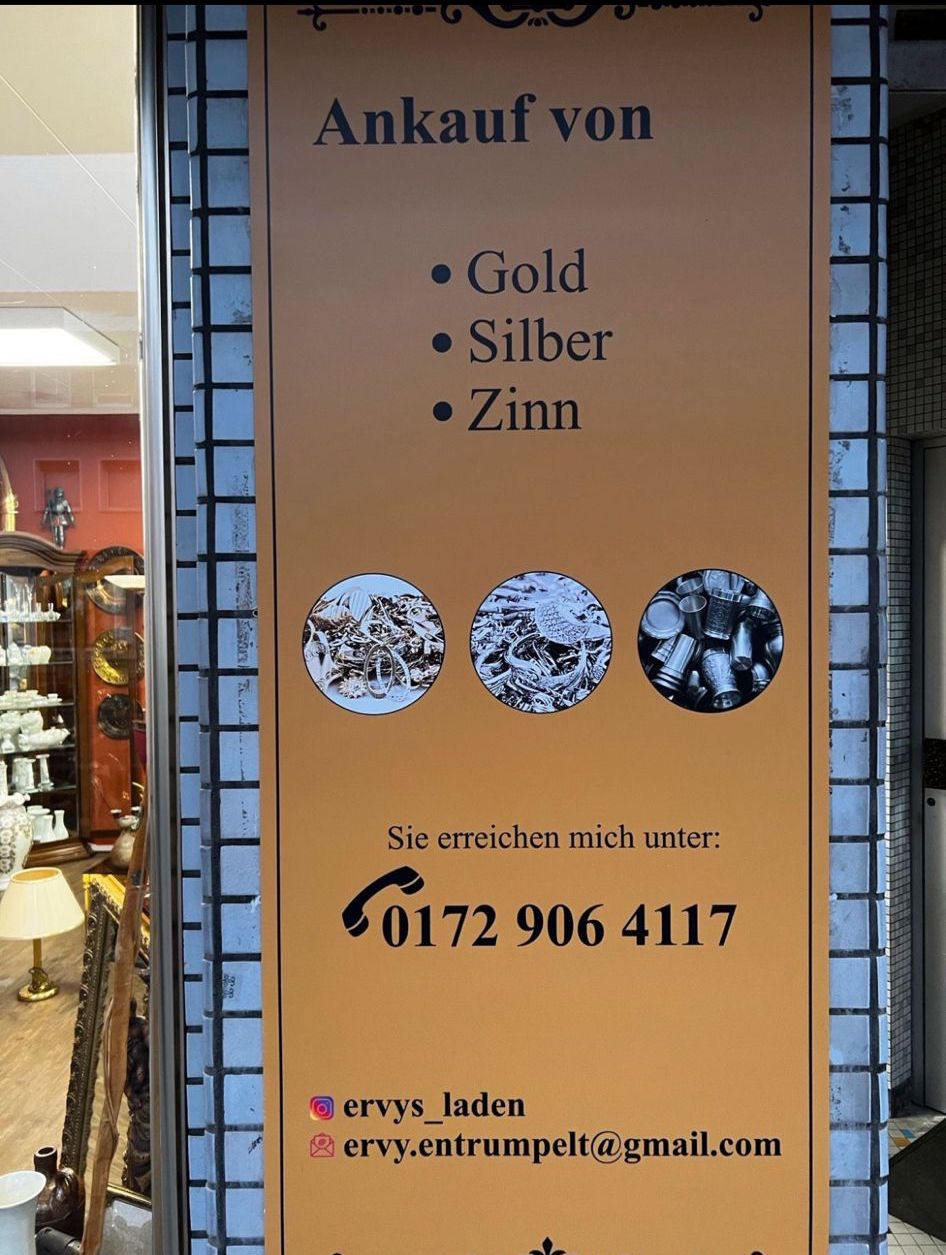 Ankauf von
• Gold
• Silber
• Zinn
Sie erreichen mich unter:
0172 906 4117
ervys_laden
ervy.entrumpelt@gmail.com